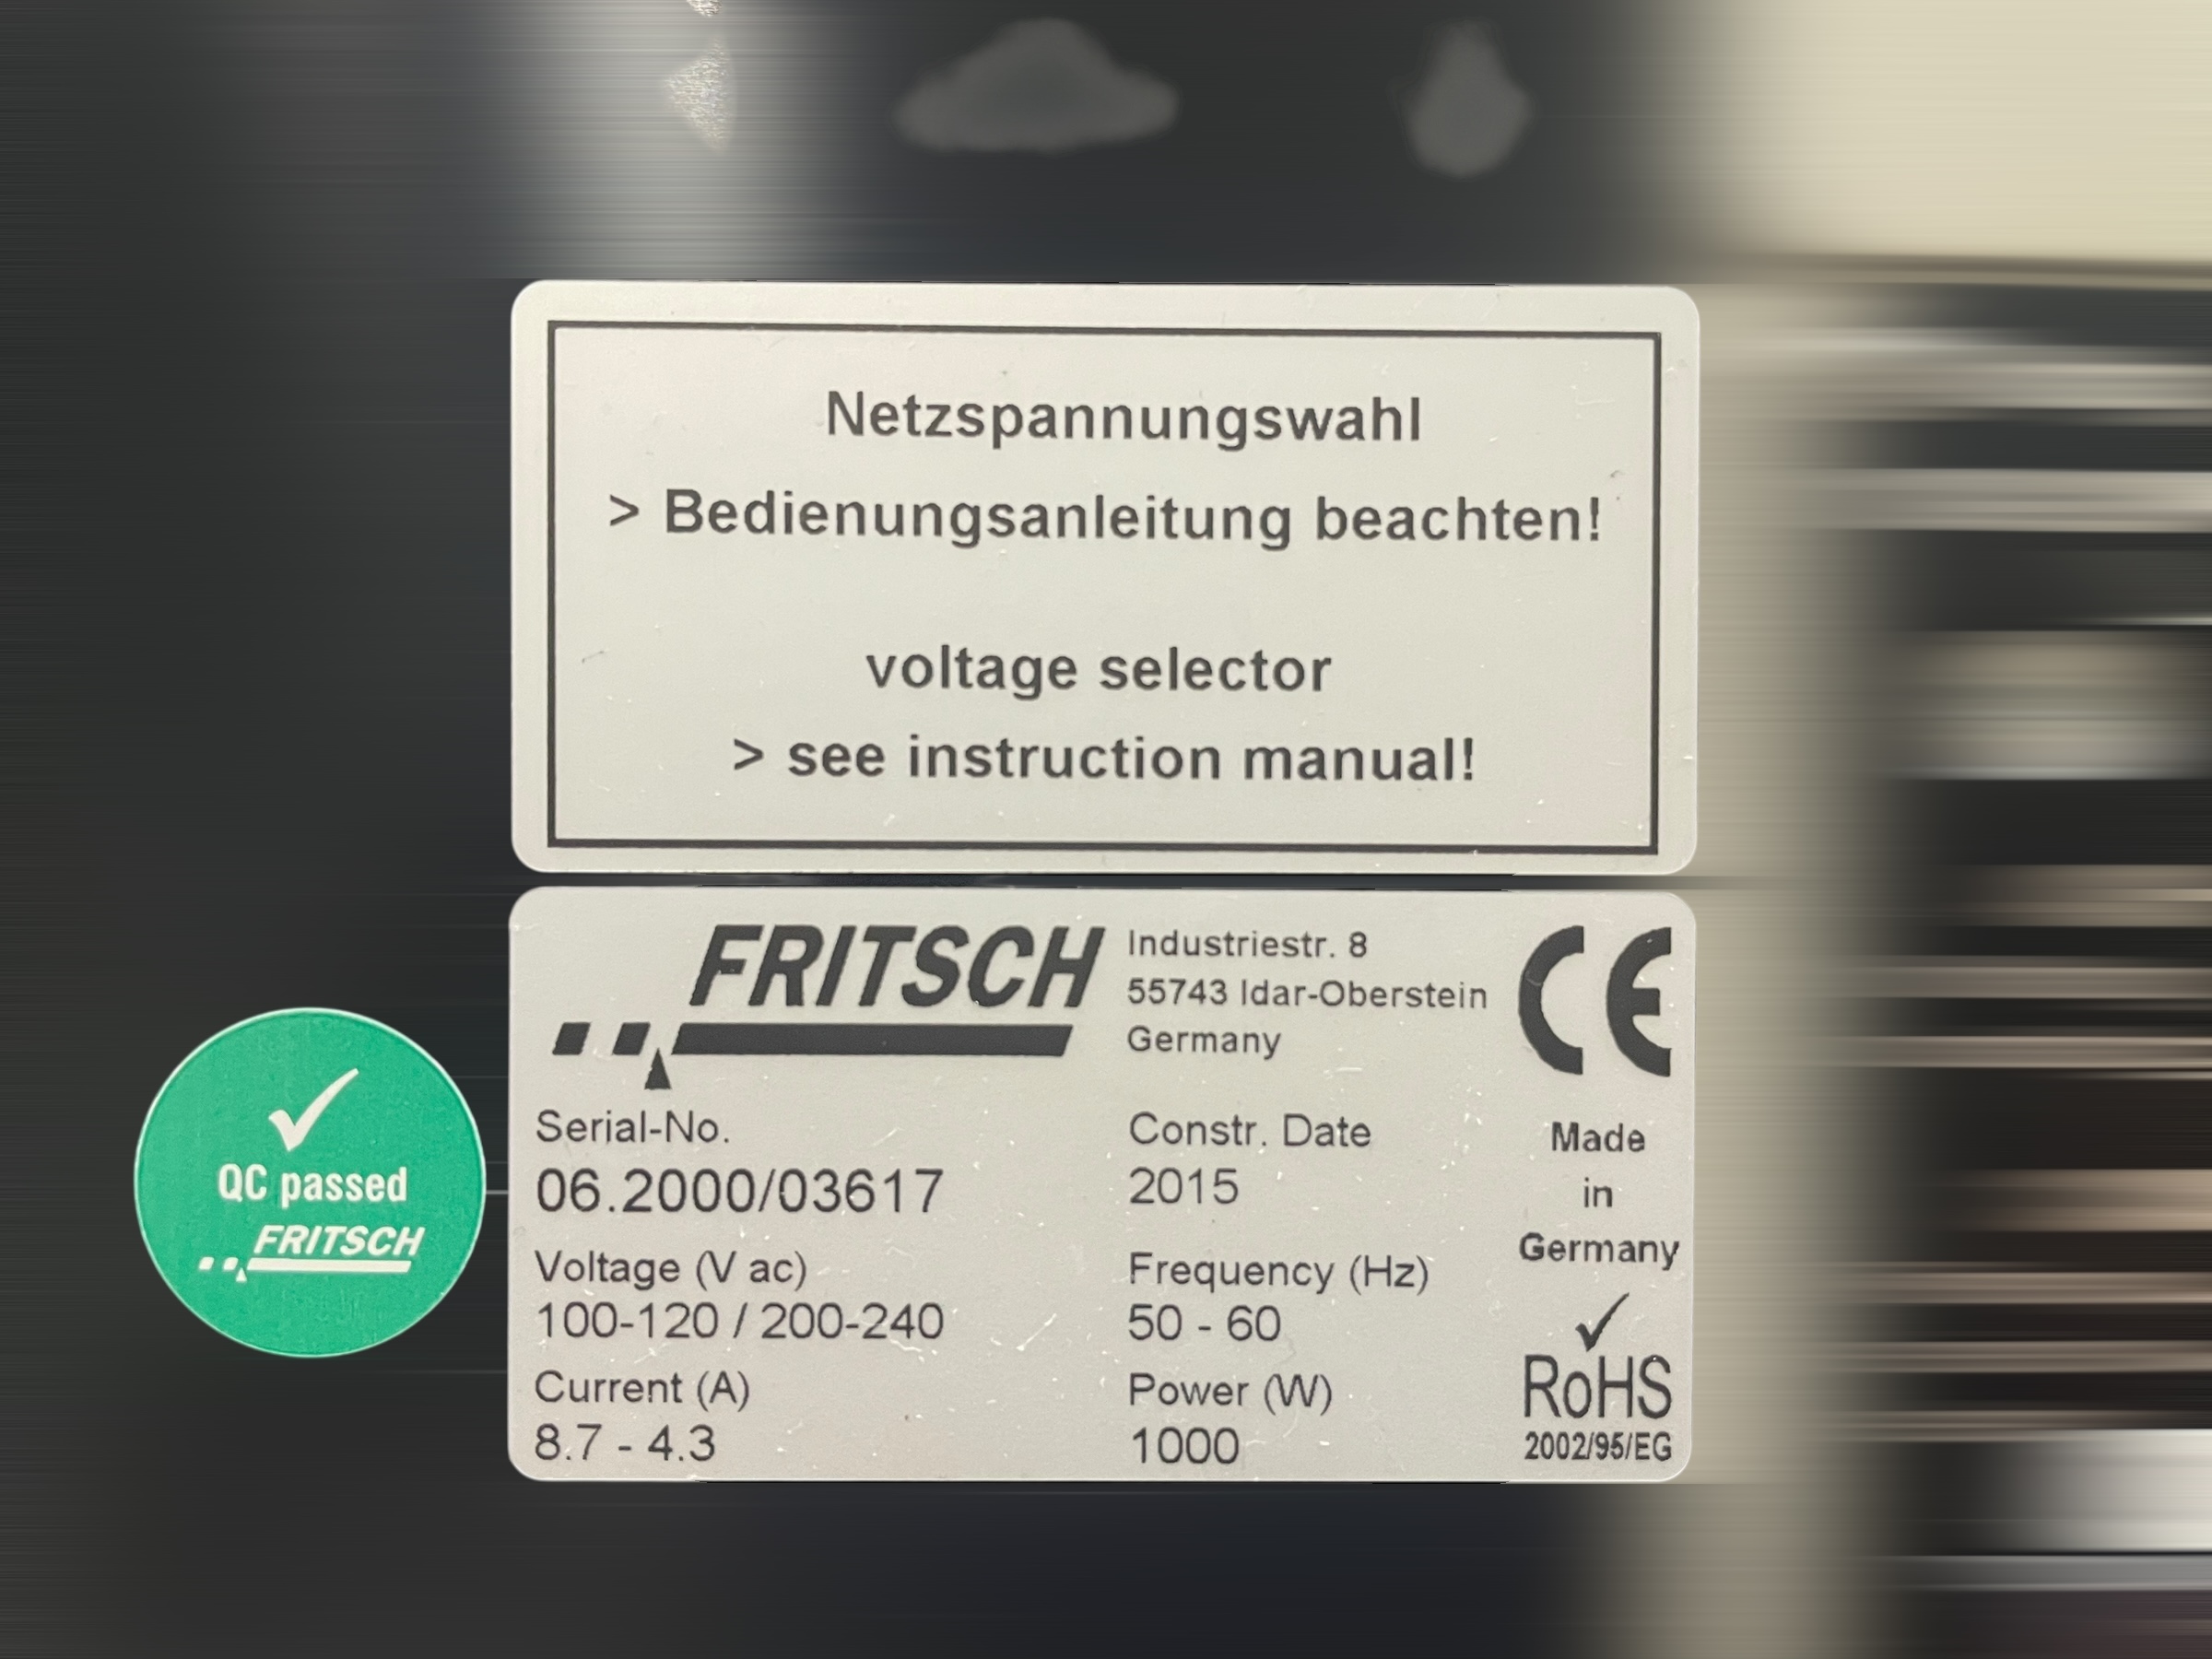 Netzspannungswahl
> Bedienungsanleitung beachten!
voltage selector
> see instruction manual!
FRITSCH
Industriestr. 8
55743 Idar-Oberstein
Germany
CE
Serial-No.
06.2000/03617
Constr. Date
2015
Made
in
Germany
Voltage (V ac)
100-120 / 200-240
Frequency (Hz)
50 - 60
Current (A)
8.7 - 4.3
Power (W)
1000
RoHS
2002/95/EG
QC passed
FRITSCH